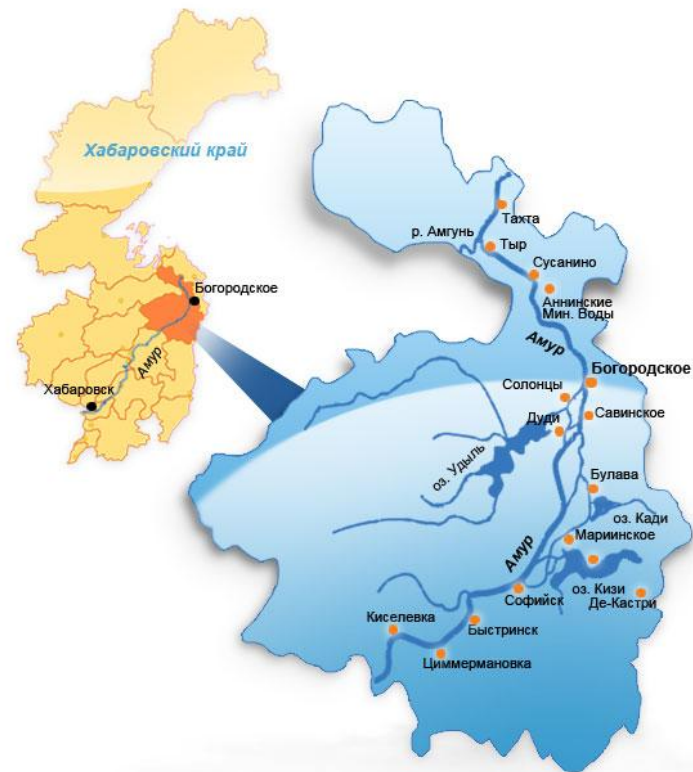 Хабаровский край
Богородское
Амур
Хабаровск
Тахта
р. Амгунь
Тыр
Сусанино
Аннинские
Мин. Воды
Амур
Богородское
Солонцы
Савинское
Дуди
оз. Удыль
Булава
оз. Кади
Мариинское
Амур
оз. Кизи
Софийск
Де-Кастри
Киселевка
Быстринск
Циммермановка